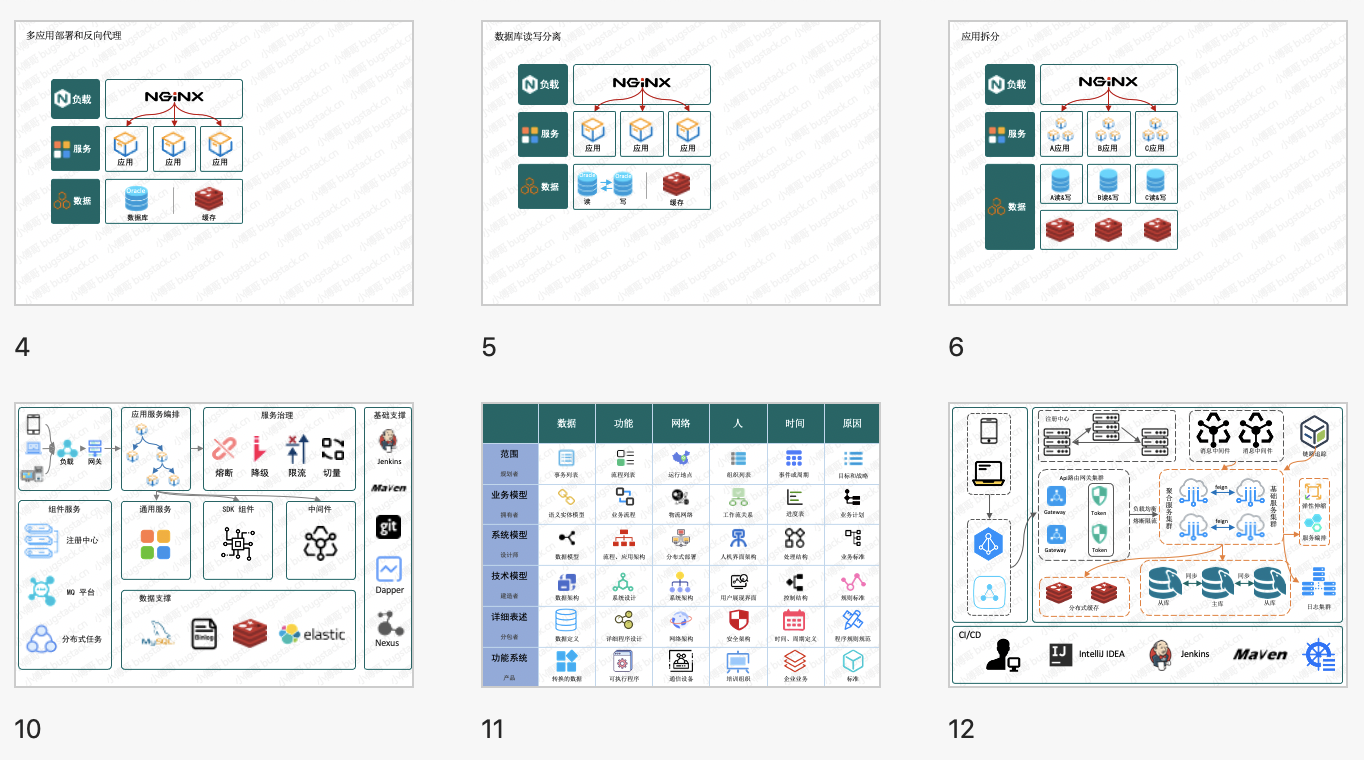 多应用部署和反向代理
负载
NGINX
服务
应用
应用
应用
数据
Oracle
数据库
缓存
4
数据库读写分离
负载
NGINX
服务
应用
应用
应用
数据
Oracle
Oracle
读
写
缓存
5
应用拆分
负载
NGINX
服务
A应用
B应用
C应用
数据
A读&写
B读&写
C读&写
6
负载
网关
应用服务编排
服务治理
熔断
降级
限流
切量
基础支撑
Jenkins
Maven
git
Dapper
Nexus
组件服务
注册中心
MQ 平台
分布式任务
通用服务
SDK 组件
中间件
数据支撑
MySQL
Binlog
elastic
10
数据 功能 网络 人 时间 原因
范围
规划者
事务列表 流程列表 运行地点 组织列表 事件或周期 目标和战略
业务模型
拥有者
语义实体模型 业务流程 物流网络 工作流关系 进度表 业务计划
系统模型
设计师
数据模型 流程、应用架构 分布式部署 人机界面架构 处理结构 业务标准
技术模型
建造者
数据架构 系统设计 系统架构 用户展现界面 控制结构 规则标准
详细表述
分包者
数据定义 详细程序设计 网络架构 安全架构 时间、周期定义 程序规则规范
功能系统
产品
转换的数据 可执行程序 通信设备 培训组织 企业业务 标准
11
注册中心
消息中间件
消息中间件
链路追踪
Api路由网关集群
Gateway
Token
Gateway
Token
负载均衡
熔断限流
聚合服务集群
feign
feign
基础服务集群
弹性伸缩
服务编排
分布式缓存
从库
同步
主库
同步
从库
日志集群
CI/CD
IJ
IntelliJ IDEA
Jenkins
Maven
12
小傅哥 bugstack.cn